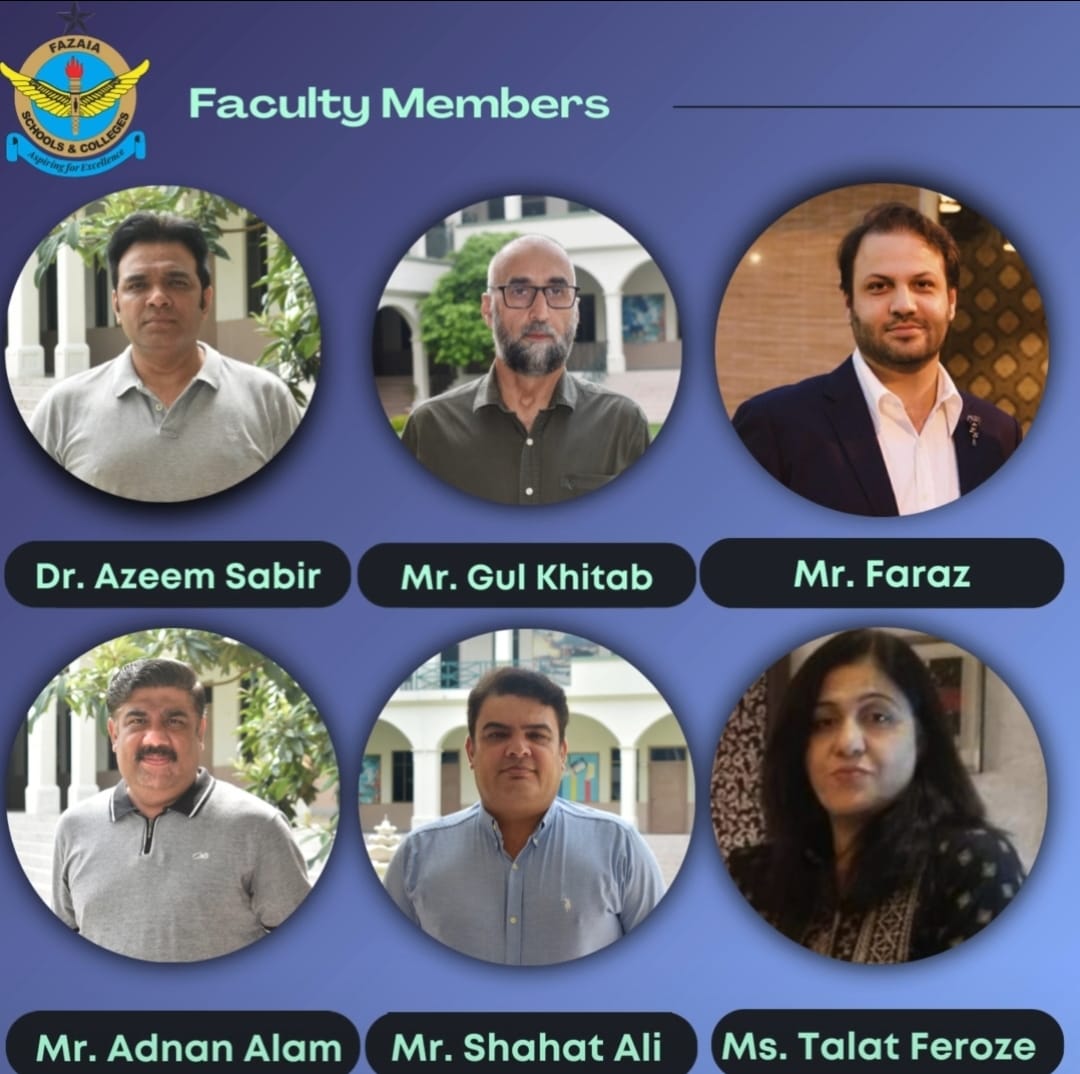 FAZAIA
SCHOOLS & COLLEGES
Aspiring for Excellence
Faculty Members
Dr. Azeem Sabir
Mr. Gul Khitab
Mr. Faraz
Mr. Adnan Alam
Mr. Shahat Ali
Ms. Talat Feroze